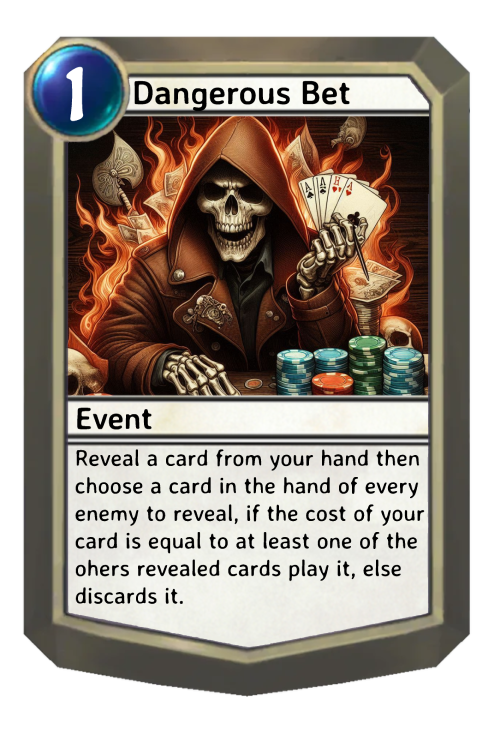 1
Dangerous Bet
Event
Reveal a card from your hand then
choose a card in the hand of every
enemy to reveal, if the cost of your
card is equal to at least one of the
ohers revealed cards play it, else
discards it.